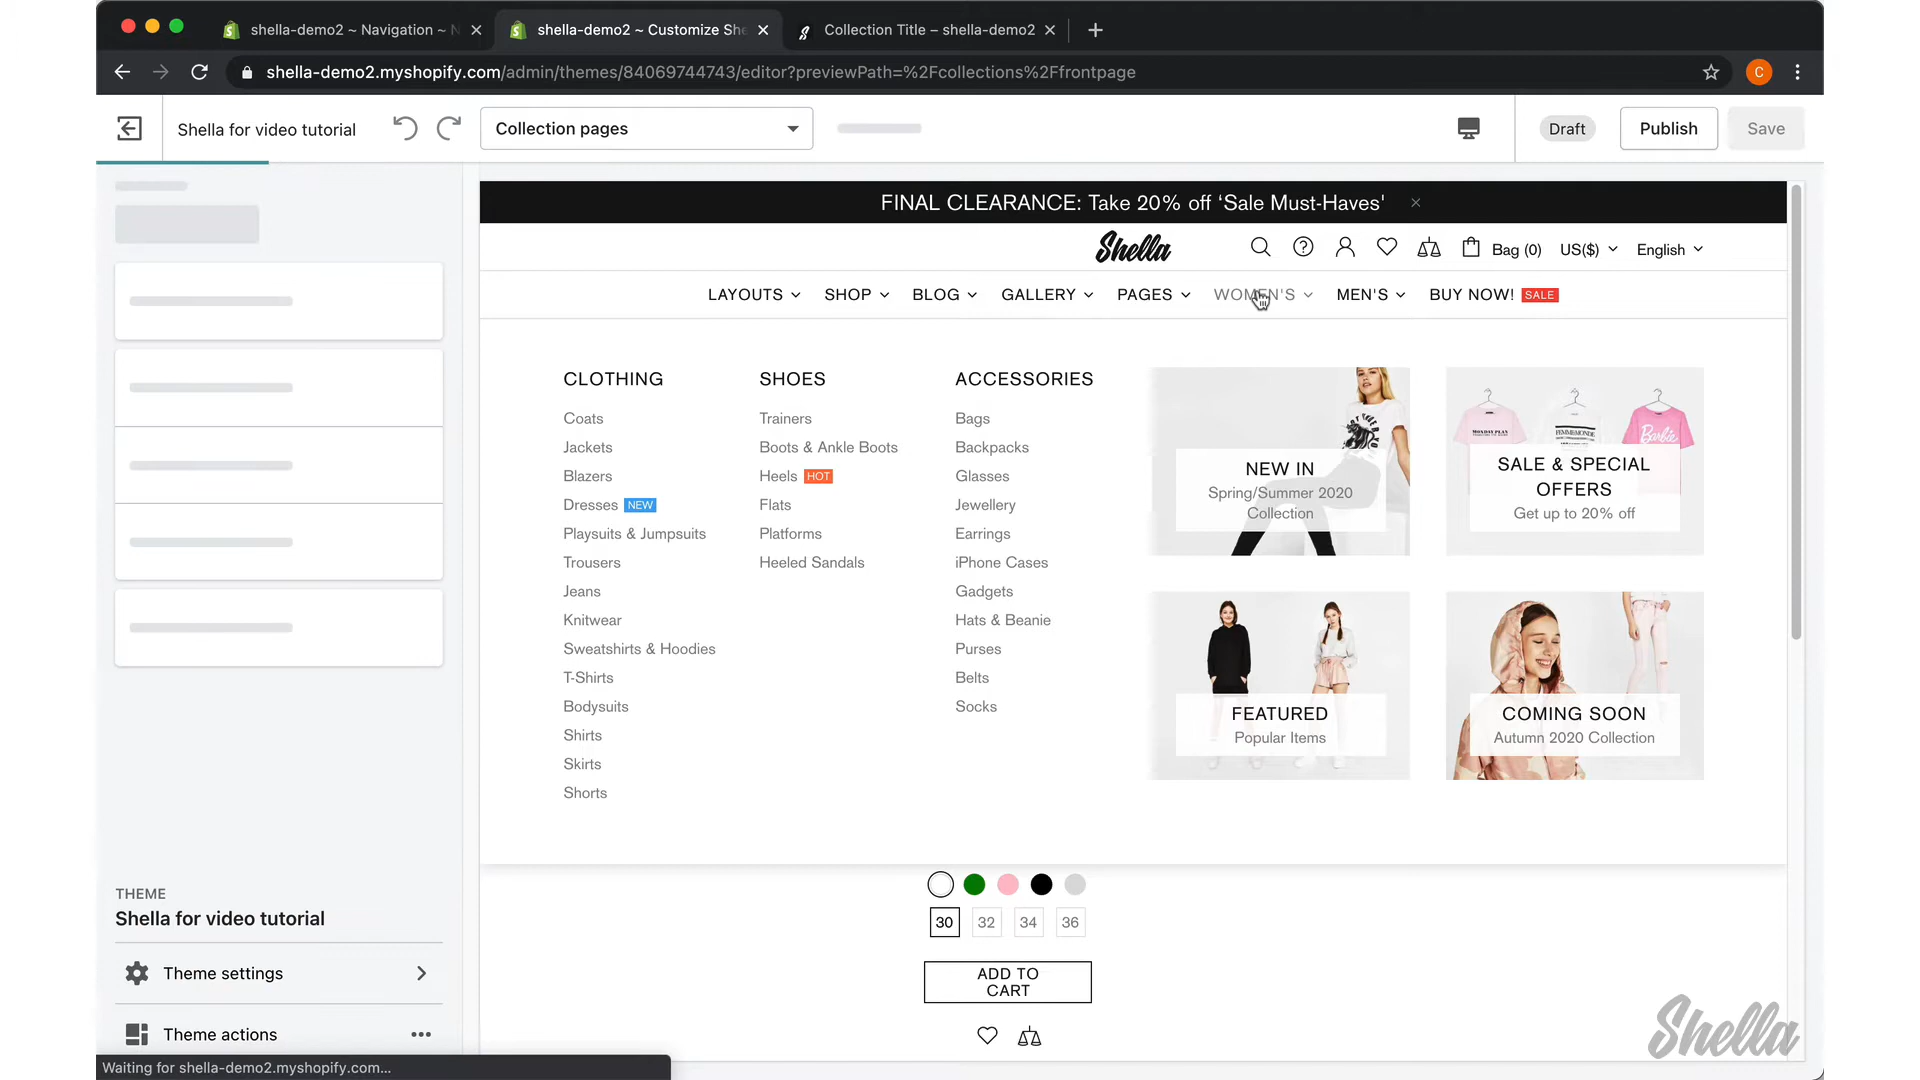 shella-demo2 ~ Navigation ~ N
shella-demo2 ~ Customize She
Collection Title – shella-demo2
shella-demo2.myshopify.com/admin/themes/84069744743/editor?previewPath=%2Fcollections%2Ffrontpage
C
Shella for video tutorial
Collection pages
Draft
Publish
Save
FINAL CLEARANCE: Take 20% off ‘Sale Must-Haves’
Shella
Bag (0)
US($)
English
LAYOUTS
SHOP
BLOG
GALLERY
PAGES
WOMEN'S
MEN'S
BUY NOW!
SALE
CLOTHING
Coats
Jackets
Blazers
Dresses NEW
Playsuits & Jumpsuits
Trousers
Jeans
Knitwear
Sweatshirts & Hoodies
T-Shirts
Bodysuits
Shirts
Skirts
Shorts
SHOES
Trainers
Boots & Ankle Boots
Heels HOT
Flats
Platforms
Heeled Sandals
ACCESSORIES
Bags
Backpacks
Glasses
Jewellery
Earrings
iPhone Cases
Gadgets
Hats & Beanie
Purses
Belts
Socks
NEW IN
Spring/Summer 2020
Collection
MONDAY PLAN
Barbie
SALE & SPECIAL
OFFERS
Get up to 20% off
FEATURED
Popular Items
COMING SOON
Autumn 2020 Collection
30
32
34
36
ADD TO
CART
THEME
Shella for video tutorial
Theme settings
Theme actions
Waiting for shella-demo2.myshopify.com...
Shella